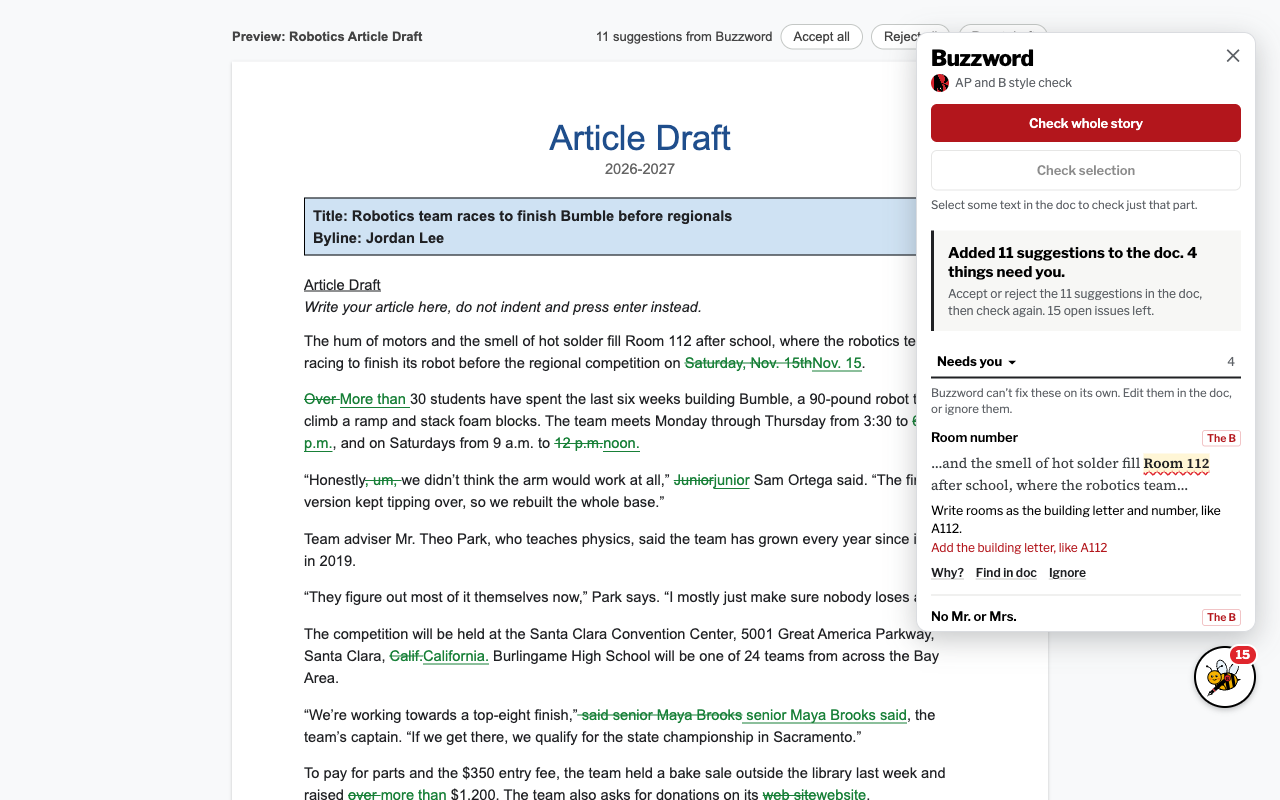 Preview: Robotics Article Draft
11 suggestions from Buzzword
Accept all
Article Draft
2026-2027
Title: Robotics team races to finish Bumble before regionals
Byline: Jordan Lee
Article Draft
Write your article here, do not indent and press enter instead.
The hum of motors and the smell of hot solder fill Room 112 after school, where the robotics
racing to finish its robot before the regional competition on Saturday, Nov. 15thNov. 15.
Over More than 30 students have spent the last six weeks building Bumble, a 90-pound robot
climb a ramp and stack foam blocks. The team meets Monday through Thursday from 3:30 to
p.m., and on Saturdays from 9 a.m. to 12 p.m.noon.
“Honestly, um, we didn’t think the arm would work at all,” Juniorjunior Sam Ortega said. “The
version kept tipping over, so we rebuilt the whole base.”
Team adviser Mr. Theo Park, who teaches physics, said the team has grown every year since
in 2019.
“They figure out most of it themselves now,” Park says. “I mostly just make sure nobody loses
The competition will be held at the Santa Clara Convention Center, 5001 Great America Parkway,
Santa Clara, Calif.California. Burlingame High School will be one of 24 teams from across the Bay
Area.
“We’re working towards a top-eight finish,” said senior Maya Brooks senior Maya Brooks said, the
team’s captain. “If we get there, we qualify for the state championship in Sacramento.”
To pay for parts and the $350 entry fee, the team held a bake sale outside the library last week and
raised over more than $1,200. The team also asks for donations on its web sitewebsite.
Buzzword
AP and B style check
Check whole story
Check selection
Select some text in the doc to check just that part.
Added 11 suggestions to the doc. 4
things need you.
Accept or reject the 11 suggestions in the doc,
then check again. 15 open issues left.
Needs you 4
Buzzword can’t fix these on its own. Edit them in the doc,
or ignore them.
Room number The B
…and the smell of hot solder fill Room 112
after school, where the robotics team…
Write rooms as the building letter and number, like
A112.
Add the building letter, like A112
Why? Find in doc Ignore
No Mr. or Mrs. The B
15